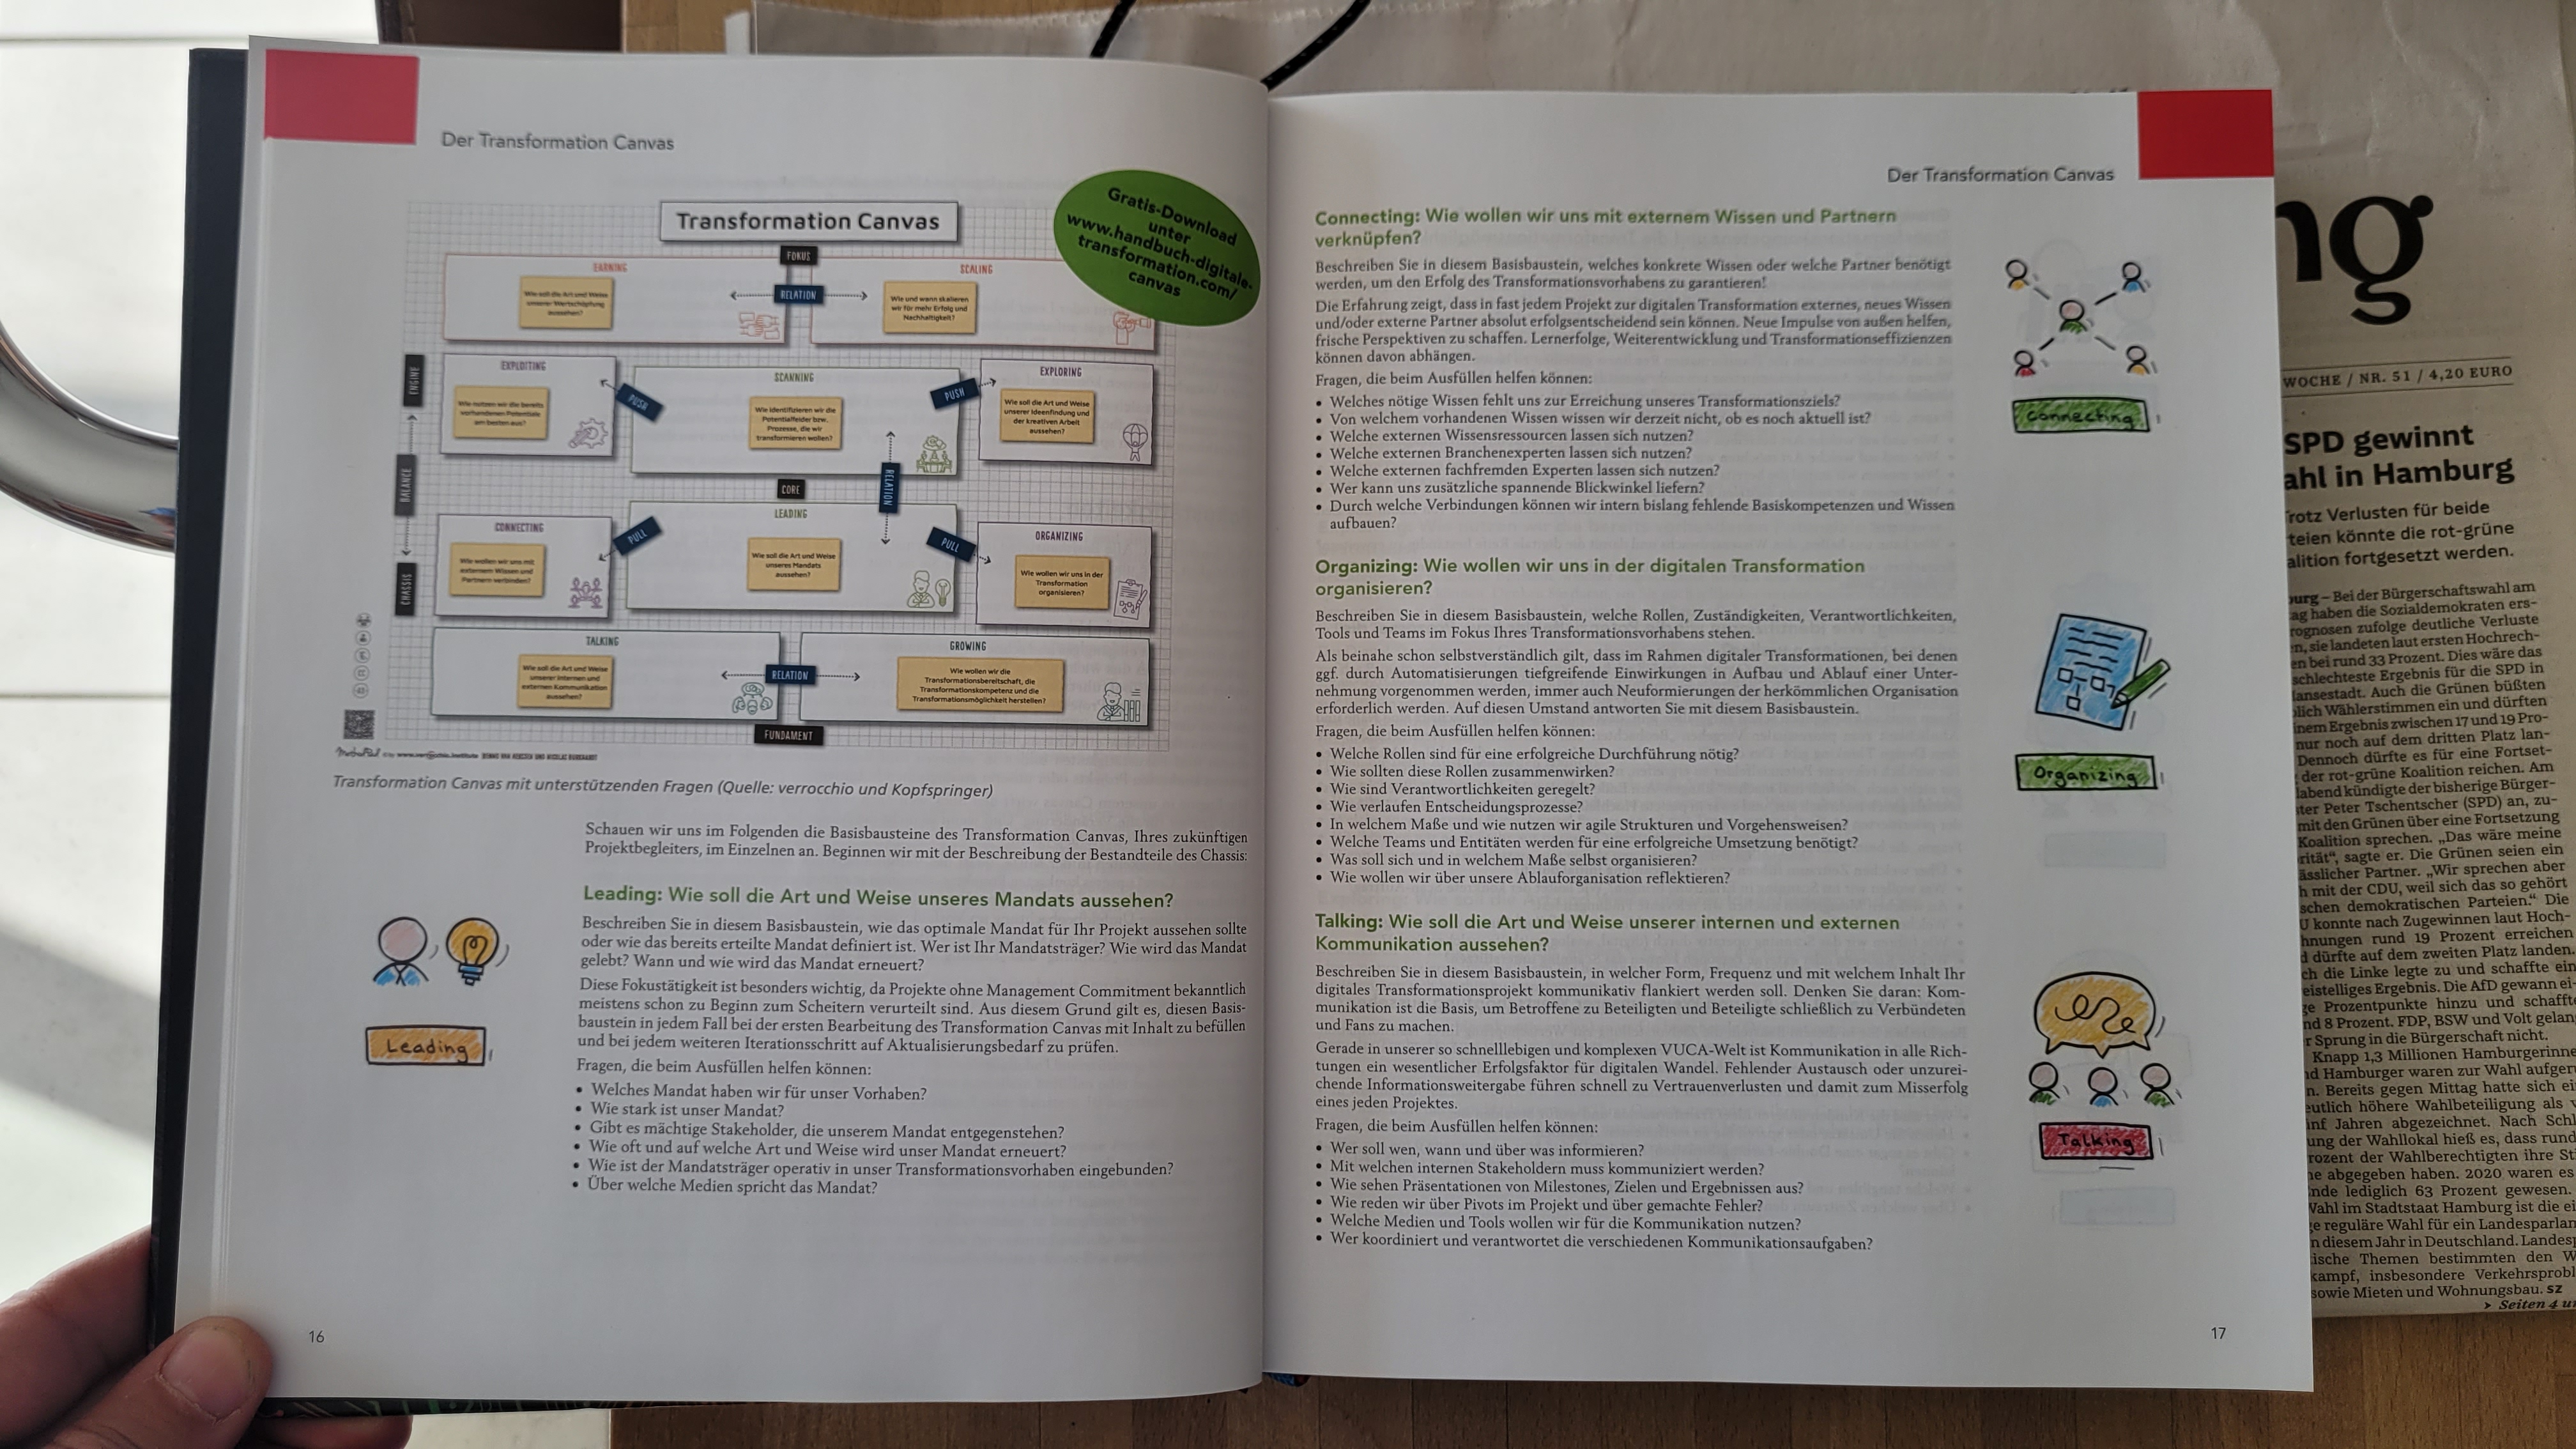 Der Transformation Canvas
Transformation Canvas
Gratis-Download
unter
www.handbuch-digitale-
transformation.com/
canvas
FOKUS
EARNING
Wie soll die Art und Weise
unserer Wertschöpfung
aussehen?
RELATION
SCALING
Wie und wann skalieren
wir für mehr Erfolg und
Nachhaltigkeit?
ENGINE
BALANCE
CHASSIS
EXPLOITING
Wie nutzen wir die bereits
vorhandenen Potentiale
am besten aus?
PUSH
SCANNING
Wie identifizieren wir die
Potentialfelder bzw.
Prozesse, die wir
transformieren wollen?
PUSH
EXPLORING
Wie soll die Art und Weise
unserer Ideenfindung und
der kreativen Arbeit
aussehen?
CORE
RELATION
CONNECTING
Wie wollen wir uns mit
externem Wissen und
Partnern verbinden?
PULL
LEADING
Wie soll die Art und Weise
unseres Mandats
aussehen?
PULL
ORGANIZING
Wie wollen wir uns in der
Transformation
organisieren?
TALKING
Wie soll die Art und Weise
unserer internen und
externen Kommunikation
aussehen?
RELATION
GROWING
Wie wollen wir die
Transformationsbereitschaft, die
Transformationskompetenz und die
Transformationsmöglichkeit herstellen?
FUNDAMENT
Transformation Canvas mit unterstützenden Fragen (Quelle: verrocchio und Kopfspringer)
Schauen wir uns im Folgenden die Basisbausteine des Transformation Canvas, Ihres zukünftigen
Projektbegleiters, im Einzelnen an. Beginnen wir mit der Beschreibung der Bestandteile des Chassis:
Leading: Wie soll die Art und Weise unseres Mandats aussehen?
Beschreiben Sie in diesem Basisbaustein, wie das optimale Mandat für Ihr Projekt aussehen sollte
oder wie das bereits erteilte Mandat definiert ist. Wer ist Ihr Mandatsträger? Wie wird das Mandat
gelebt? Wann und wie wird das Mandat erneuert?
Diese Fokustätigkeit ist besonders wichtig, da Projekte ohne Management Commitment bekanntlich
meistens schon zu Beginn zum Scheitern verurteilt sind. Aus diesem Grund gilt es, diesen Basis-
baustein in jedem Fall bei der ersten Bearbeitung des Transformation Canvas mit Inhalt zu befüllen
und bei jedem weiteren Iterationsschritt auf Aktualisierungsbedarf zu prüfen.
Leading
Fragen, die beim Ausfüllen helfen können:
• Welches Mandat haben wir für unser Vorhaben?
• Wie stark ist unser Mandat?
• Gibt es mächtige Stakeholder, die unserem Mandat entgegenstehen?
• Wie oft und auf welche Art und Weise wird unser Mandat erneuert?
• Wie ist der Mandatsträger operativ in unser Transformationsvorhaben eingebunden?
• Über welche Medien spricht das Mandat?
16
Der Transformation Canvas
Connecting: Wie wollen wir uns mit externem Wissen und Partnern
verknüpfen?
Beschreiben Sie in diesem Basisbaustein, welches konkrete Wissen oder welche Partner benötigt
werden, um den Erfolg des Transformationsvorhabens zu garantieren!
Die Erfahrung zeigt, dass in fast jedem Projekt zur digitalen Transformation externes, neues Wissen
und/oder externe Partner absolut erfolgsentscheidend sein können. Neue Impulse von außen helfen,
frische Perspektiven zu schaffen. Lernerfolge, Weiterentwicklung und Transformationseffizienzen
können davon abhängen.
Fragen, die beim Ausfüllen helfen können:
• Welches nötige Wissen fehlt uns zur Erreichung unseres Transformationsziels?
• Von welchem vorhandenen Wissen wissen wir derzeit nicht, ob es noch aktuell ist?
• Welche externen Wissensressourcen lassen sich nutzen?
• Welche externen Branchenexperten lassen sich nutzen?
• Welche externen fachfremden Experten lassen sich nutzen?
• Wer kann uns zusätzliche spannende Blickwinkel liefern?
• Durch welche Verbindungen können wir intern bislang fehlende Basiskompetenzen und Wissen
aufbauen?
Connecting
Organizing: Wie wollen wir uns in der digitalen Transformation
organisieren?
Beschreiben Sie in diesem Basisbaustein, welche Rollen, Zuständigkeiten, Verantwortlichkeiten,
Tools und Teams im Fokus Ihres Transformationsvorhabens stehen.
Als beinahe schon selbstverständlich gilt, dass im Rahmen digitaler Transformationen, bei denen
ggf. durch Automatisierungen tiefgreifende Einwirkungen in Aufbau und Ablauf einer Unter-
nehmung vorgenommen werden, immer auch Neuformierungen der herkömmlichen Organisation
erforderlich werden. Auf diesen Umstand antworten Sie mit diesem Basisbaustein.
Fragen, die beim Ausfüllen helfen können:
• Welche Rollen sind für eine erfolgreiche Durchführung nötig?
• Wie sollten diese Rollen zusammenwirken?
• Wie sind Verantwortlichkeiten geregelt?
• Wie verlaufen Entscheidungsprozesse?
• In welchem Maße und wie nutzen wir agile Strukturen und Vorgehensweisen?
• Welche Teams und Entitäten werden für eine erfolgreiche Umsetzung benötigt?
• Was soll sich und in welchem Maße selbst organisieren?
• Wie wollen wir über unsere Ablauforganisation reflektieren?
Organizing
Talking: Wie soll die Art und Weise unserer internen und externen
Kommunikation aussehen?
Beschreiben Sie in diesem Basisbaustein, in welcher Form, Frequenz und mit welchem Inhalt Ihr
digitales Transformationsprojekt kommunikativ flankiert werden soll. Denken Sie daran: Kom-
munikation ist die Basis, um Betroffene zu Beteiligten und Beteiligte schließlich zu Verbündeten
und Fans zu machen.
Gerade in unserer so schnelllebigen und komplexen VUCA-Welt ist Kommunikation in alle Rich-
tungen ein wesentlicher Erfolgsfaktor für digitalen Wandel. Fehlender Austausch oder unzurei-
chende Informationsweitergabe führen schnell zu Vertrauenverlusten und damit zum Misserfolg
eines jeden Projektes.
Fragen, die beim Ausfüllen helfen können:
• Wer soll wen, wann und über was informieren?
• Mit welchen internen Stakeholdern muss kommuniziert werden?
• Wie sehen Präsentationen von Milestones, Zielen und Ergebnissen aus?
• Wie reden wir über Pivots im Projekt und über gemachte Fehler?
• Welche Medien und Tools wollen wir für die Kommunikation nutzen?
• Wer koordiniert und verantwortet die verschiedenen Kommunikationsaufgaben?
Talking
17
ng
WOCHE / NR. 51 / 4,20 EURO
SPD gewinnt
ahl in Hamburg
rotz Verlusten für beide
teien könnte die rot-grüne
alition fortgesetzt werden.
burg – Bei der Bürgerschaftswahl am
ag haben die Sozialdemokraten ers-
rognosen zufolge deutliche Verluste
n, sie landeten laut ersten Hochrech-
en bei rund 33 Prozent. Dies wäre das
schlechteste Ergebnis für die SPD in
ansestadt. Auch die Grünen büßten
lich Wählerstimmen ein und dürften
inem Ergebnis zwischen 17 und 19 Pro-
nur noch auf dem dritten Platz lan-
Dennoch dürfte es für eine Fortset-
der rot-grüne Koalition reichen. Am
labend kündigte der bisherige Bürger-
ter Peter Tschentscher (SPD) an, zu-
mit den Grünen über eine Fortsetzung
Koalition sprechen. „Das wäre meine
rität“, sagte er. Die Grünen seien ein
ässlicher Partner. „Wir sprechen aber
h mit der CDU, weil sich das so gehört
schen demokratischen Parteien.“ Die
U konnte nach Zugewinnen laut Hoch-
hnungen rund 19 Prozent erreichen
d dürfte auf dem zweiten Platz landen.
ch die Linke legte zu und schaffte ein
eistelliges Ergebnis. Die AfD gewann ei-
ge Prozentpunkte hinzu und schaffte
nd 8 Prozent. FDP, BSW und Volt gelan
r Sprung in die Bürgerschaft nicht.
Knapp 1,3 Millionen Hamburgerinne
d Hamburger waren zur Wahl aufgeru
n. Bereits gegen Mittag hatte sich ei
eutlich höhere Wahlbeteiligung als v
nf Jahren abgezeichnet. Nach Schl
ung der Wahllokal hieß es, dass rund
rozent der Wahlberechtigten ihre Sti
e abgegeben haben. 2020 waren es
nde lediglich 63 Prozent gewesen.
Wahl im Stadtstaat Hamburg ist die ei
e reguläre Wahl für ein Landesparlan
n diesem Jahr in Deutschland. Landesp
ische Themen bestimmten den W
kampf, insbesondere Verkehrsprobl
sowie Mieten und Wohnungsbau. SZ
➤ Seiten 4 u